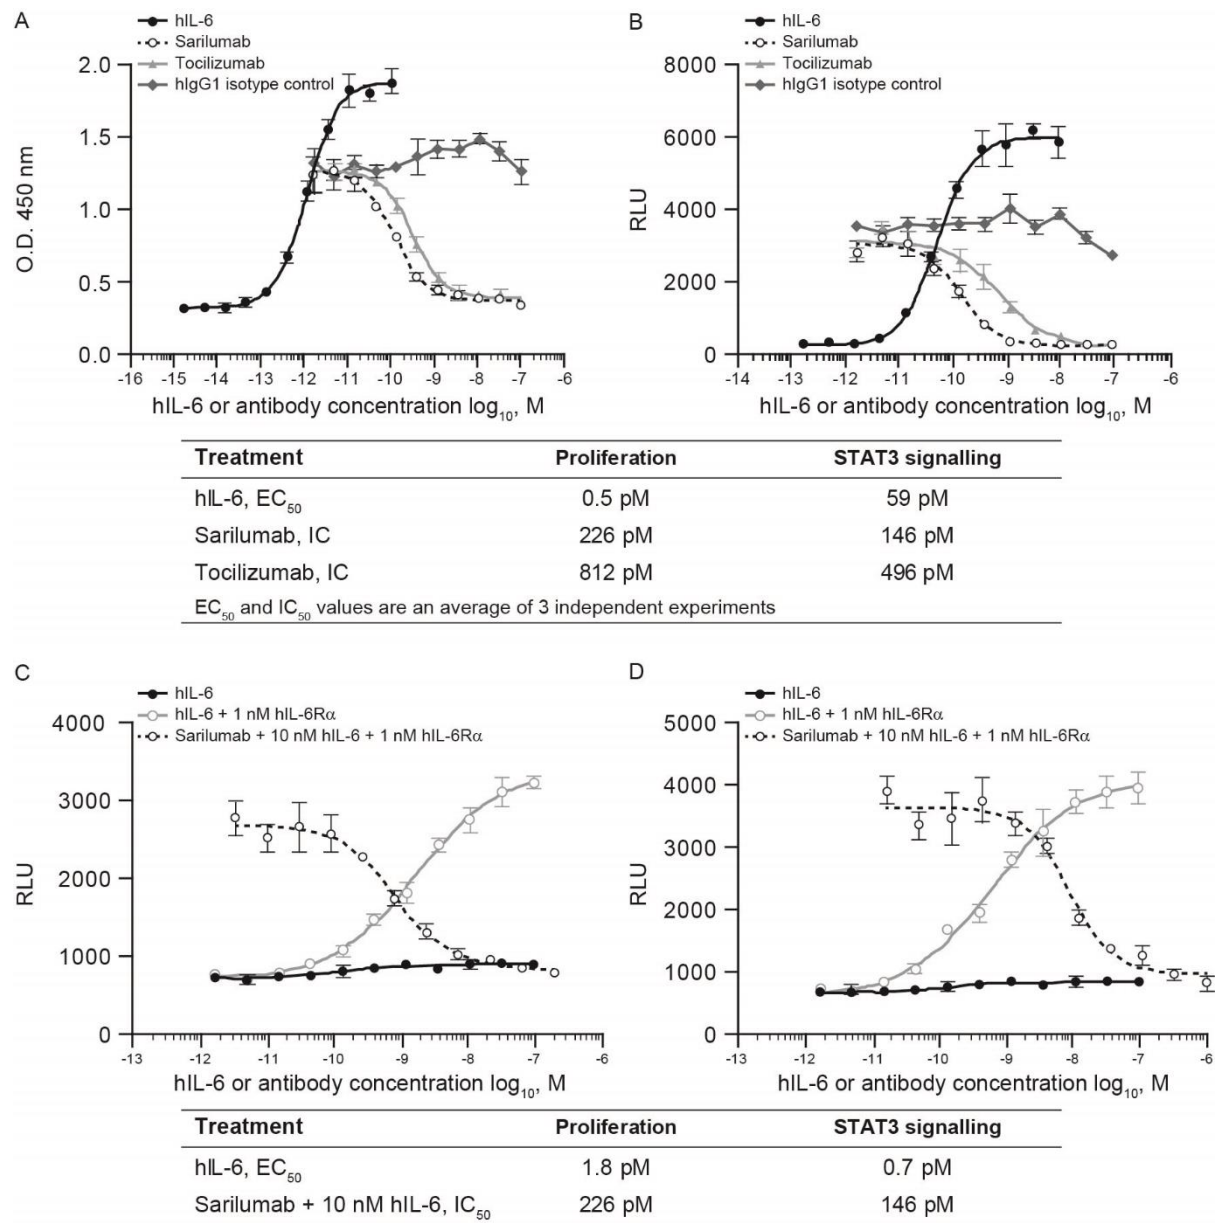 A
hIL-6
Sarilumab
Tocilizumab
hIgG1 isotype control
2.0
1.5
1.0
0.5
0.0
O.D. 450 nm
-16 -15 -14 -13 -12 -11 -10 -9 -8 -7 -6
hIL-6 or antibody concentration log10, M
B
hIL-6
Sarilumab
Tocilizumab
hIgG1 isotype control
8000
6000
4000
2000
0
RLU
-14 -13 -12 -11 -10 -9 -8 -7 -6
hIL-6 or antibody concentration log10, M
Treatment Proliferation STAT3 signalling
hIL-6, EC50 0.5 pM 59 pM
Sarilumab, IC 226 pM 146 pM
Tocilizumab, IC 812 pM 496 pM
EC50 and IC50 values are an average of 3 independent experiments
C
hIL-6
hIL-6 + 1 nM hIL-6Rα
Sarilumab + 10 nM hIL-6 + 1 nM hIL-6Rα
4000
3000
2000
1000
0
RLU
-13 -12 -11 -10 -9 -8 -7 -6
hIL-6 or antibody concentration log10, M
D
hIL-6
hIL-6 + 1 nM hIL-6Rα
Sarilumab + 10 nM hIL-6 + 1 nM hIL-6Rα
5000
4000
3000
2000
1000
0
RLU
-13 -12 -11 -10 -9 -8 -7 -6
hIL-6 or antibody concentration log10, M
Treatment Proliferation STAT3 signalling
hIL-6, EC50 1.8 pM 0.7 pM
Sarilumab + 10 nM hIL-6, IC50 226 pM 146 pM